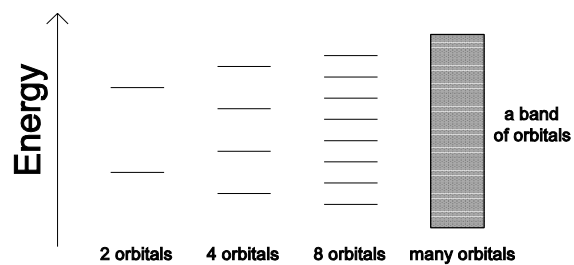 Energy
a band
of orbitals
2 orbitals
4 orbitals
8 orbitals
many orbitals